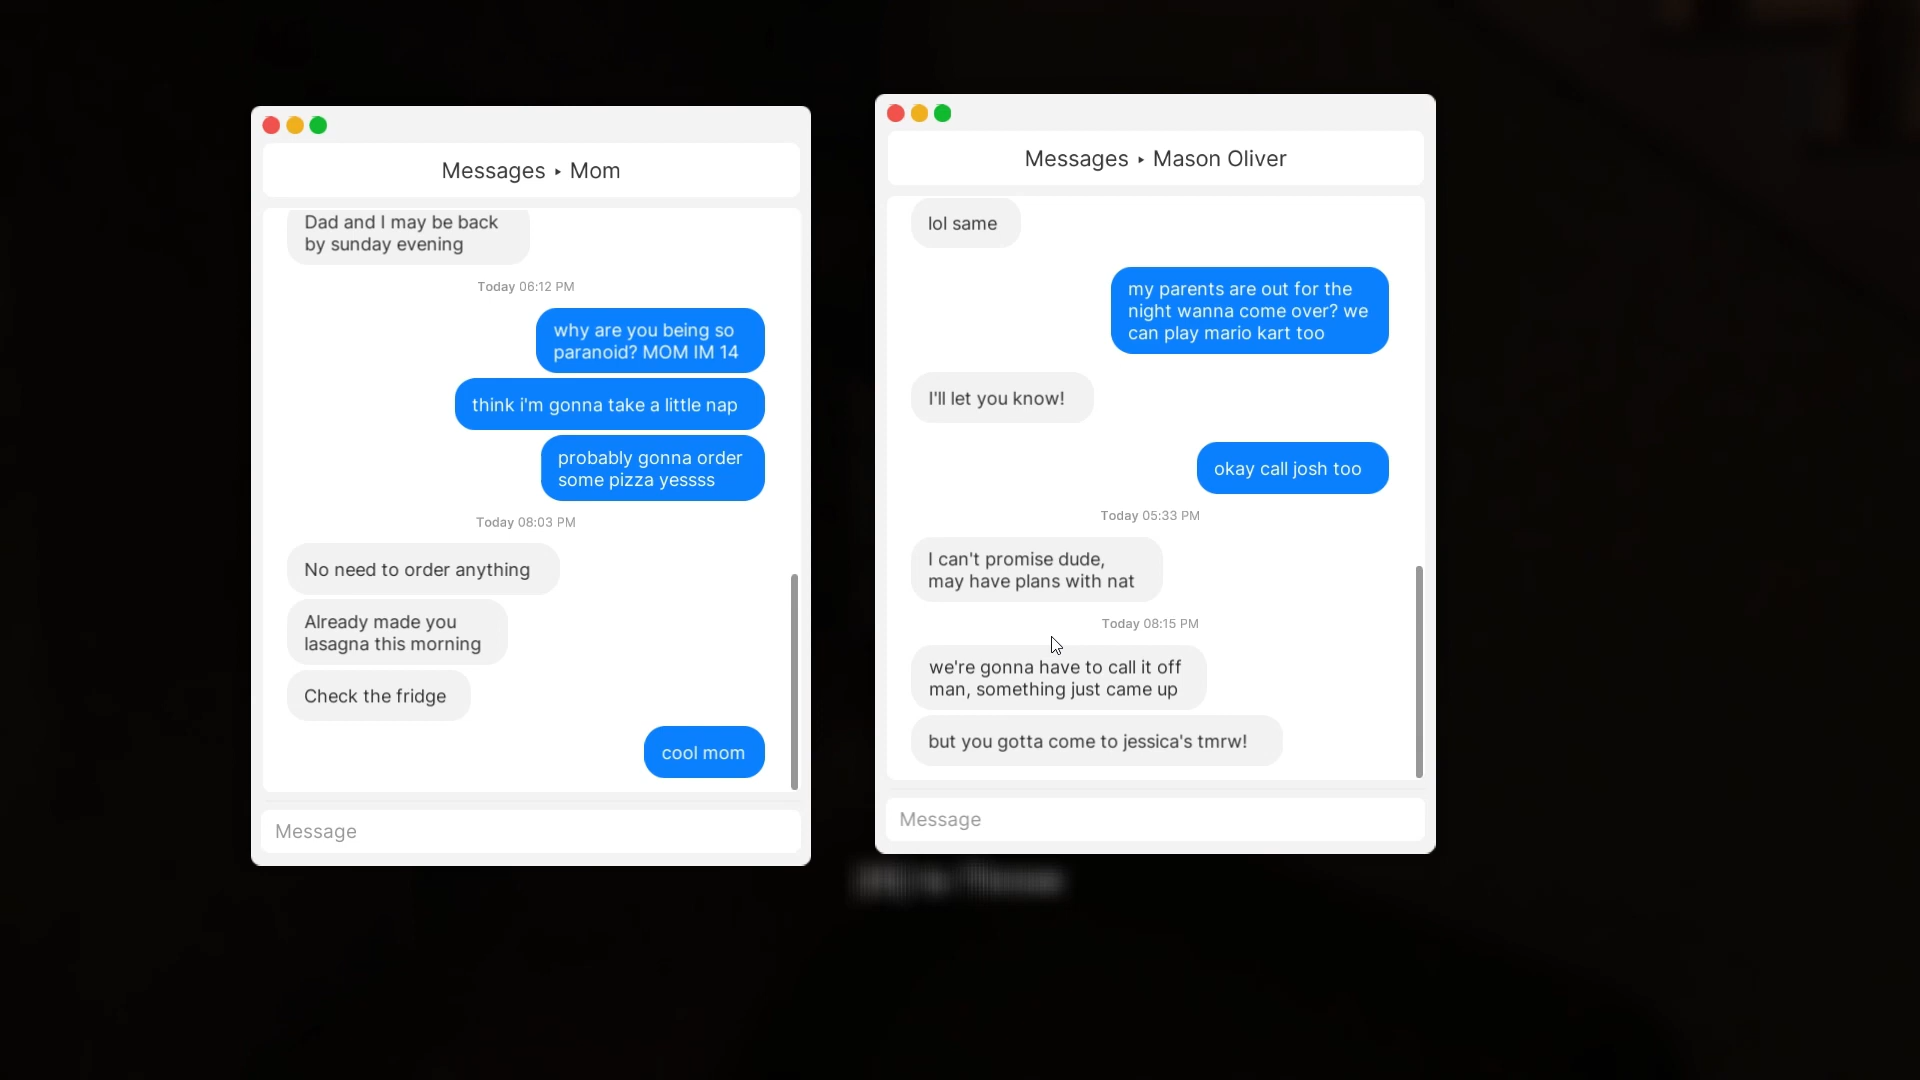 Messages ▸ Mom
Dad and I may be back
by sunday evening
Today 06:12 PM
why are you being so
paranoid? MOM IM 14
think i'm gonna take a little nap
probably gonna order
some pizza yessss
Today 08:03 PM
No need to order anything
Already made you
lasagna this morning
Check the fridge
cool mom
Message
Messages ▸ Mason Oliver
lol same
my parents are out for the
night wanna come over? we
can play mario kart too
I'll let you know!
okay call josh too
Today 05:33 PM
I can't promise dude,
may have plans with nat
Today 08:15 PM
we're gonna have to call it off
man, something just came up
but you gotta come to jessica's tmrw!
Message